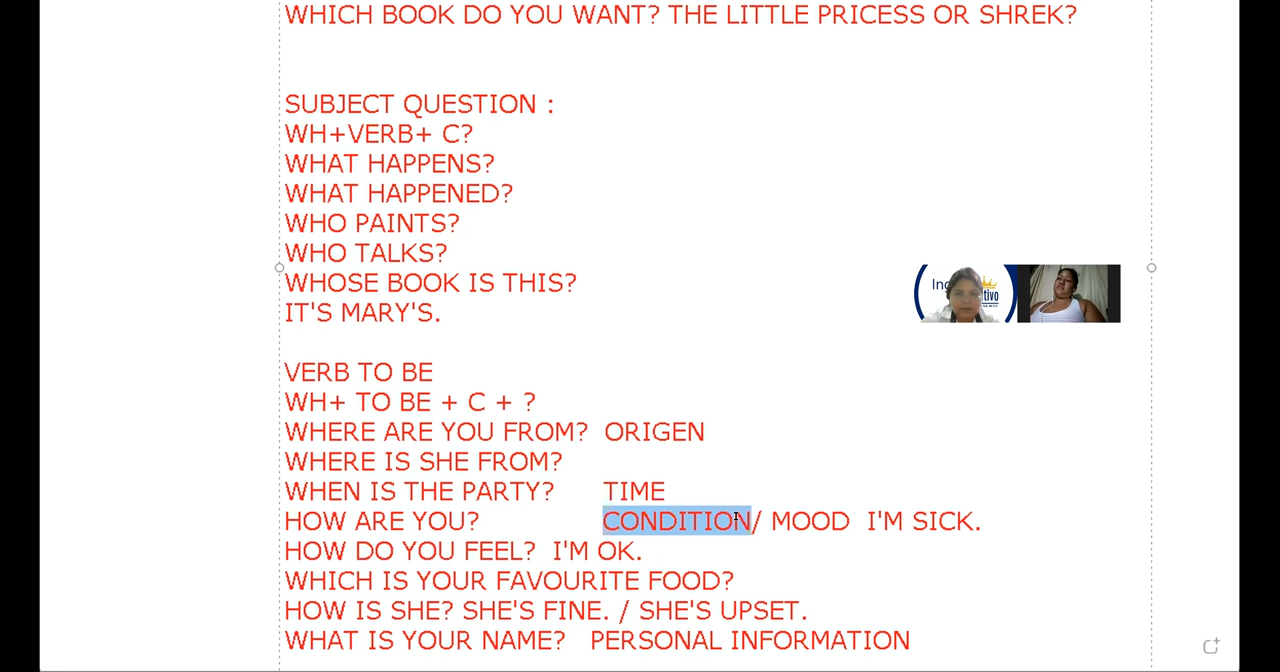 WHICH BOOK DO YOU WANT? THE LITTLE PRICESS OR SHREK?
SUBJECT QUESTION :
WH+VERB+ C?
WHAT HAPPENS?
WHAT HAPPENED?
WHO PAINTS?
WHO TALKS?
WHOSE BOOK IS THIS?
IT'S MARY'S.
VERB TO BE
WH+ TO BE + C + ?
WHERE ARE YOU FROM? ORIGEN
WHERE IS SHE FROM?
WHEN IS THE PARTY? TIME
HOW ARE YOU? CONDITION/ MOOD I'M SICK.
HOW DO YOU FEEL? I'M OK.
WHICH IS YOUR FAVOURITE FOOD?
HOW IS SHE? SHE'S FINE. / SHE'S UPSET.
WHAT IS YOUR NAME? PERSONAL INFORMATION